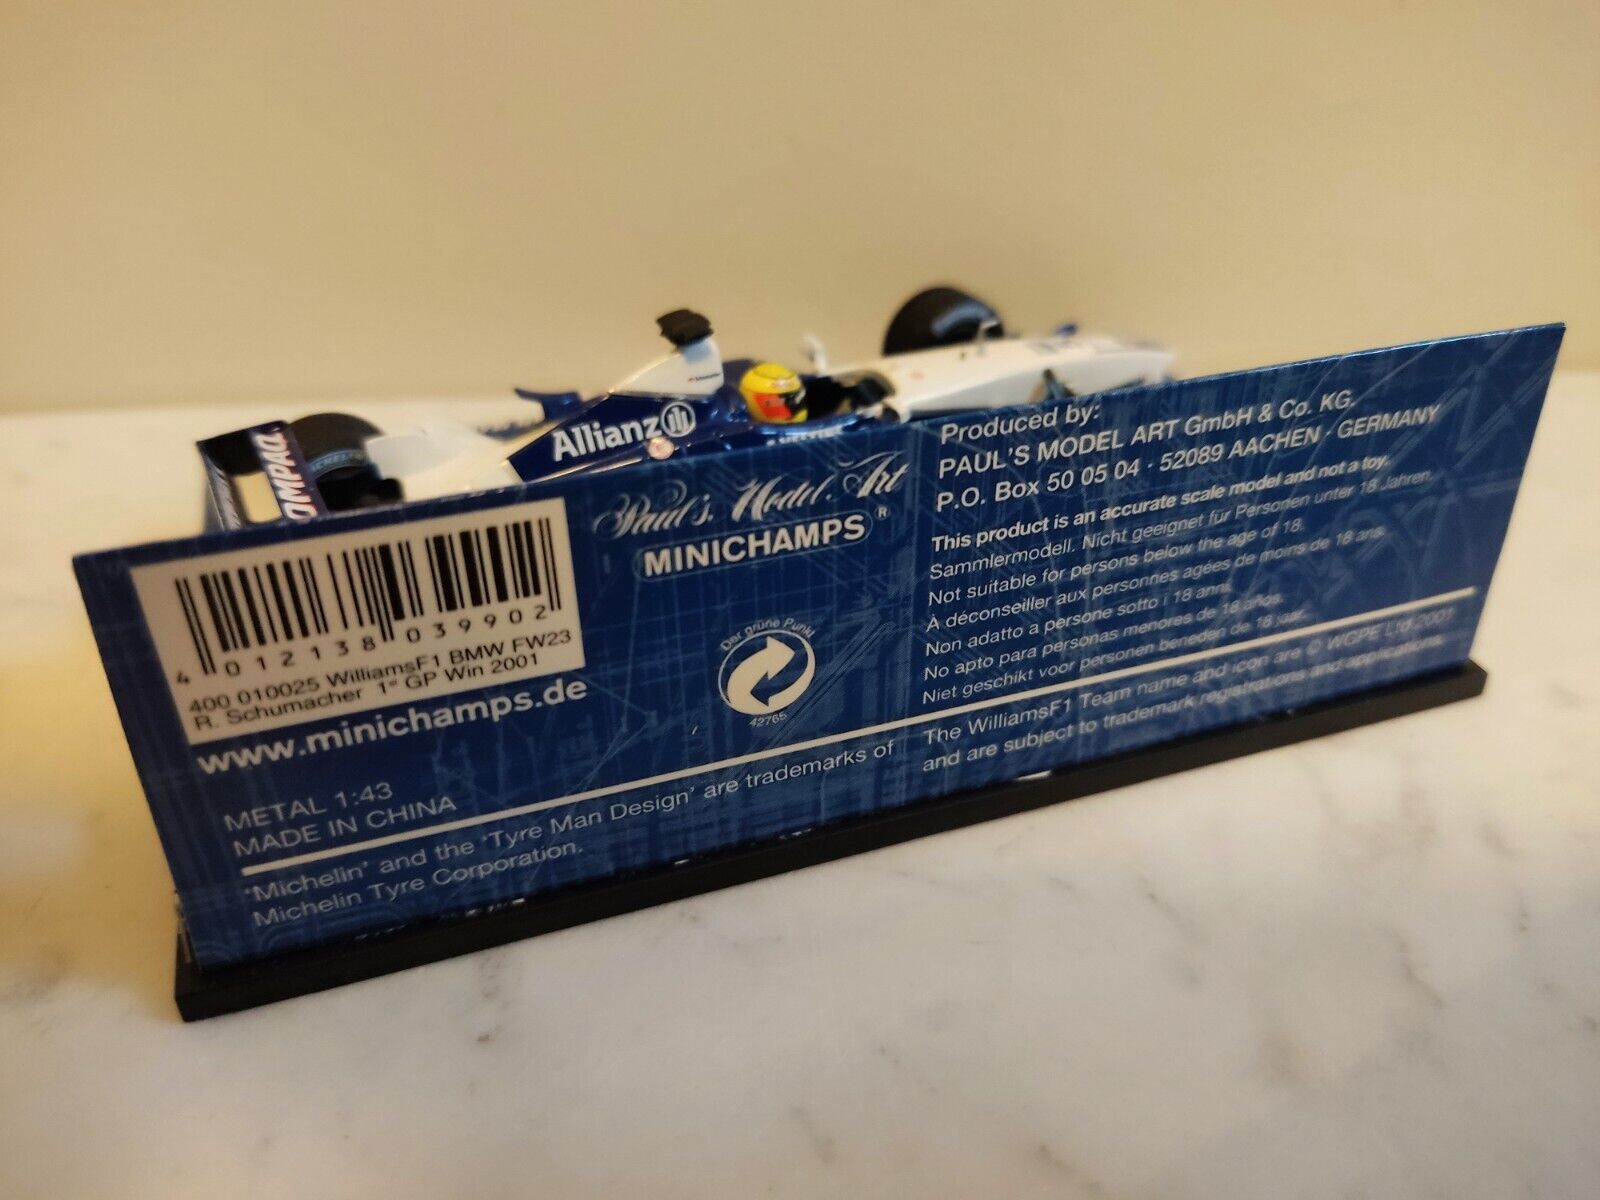 COMPAQ
Allianz
4 012138 039902
400 010025 WilliamsF1 BMW FW23
R. Schumacher 1st GP Win 2001
www.minichamps.de
METAL 1:43
MADE IN CHINA
Paul's Model Art
MINICHAMPS ®
Der grüne Punkt
42765
Produced by:
PAUL'S MODEL ART GmbH & Co. KG.
P.O. Box 50 05 04 · 52089 AACHEN · GERMANY
This product is an accurate scale model and not a toy.
Sammlermodell. Nicht geeignet für Personen unter 18 Jahren.
Not suitable for persons below the age of 18.
À déconseiller aux personnes agées de moins de 18 ans.
Non adatto a persone sotto i 18 anni.
No apto para personas menores de 18 años.
Niet geschikt voor personen beneden de 18 jaar.
'Michelin' and the 'Tyre Man Design' are trademarks of
Michelin Tyre Corporation.
The WilliamsF1 Team name and icon are © WGPE Ltd 2001
and are subject to trademark registrations and applications.